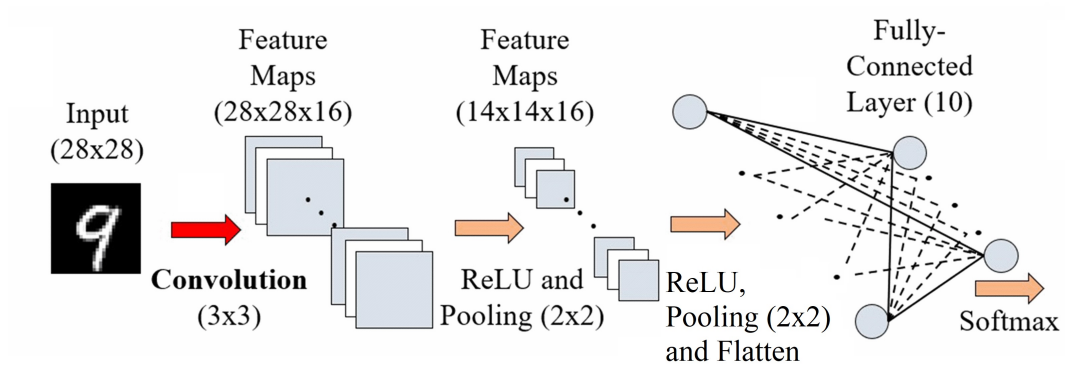 Input
(28x28)
Convolution
(3x3)
Feature
Maps
(28x28x16)
ReLU and
Pooling (2x2)
Feature
Maps
(14x14x16)
ReLU,
Pooling (2x2)
and Flatten
Fully-
Connected
Layer (10)
Softmax
9